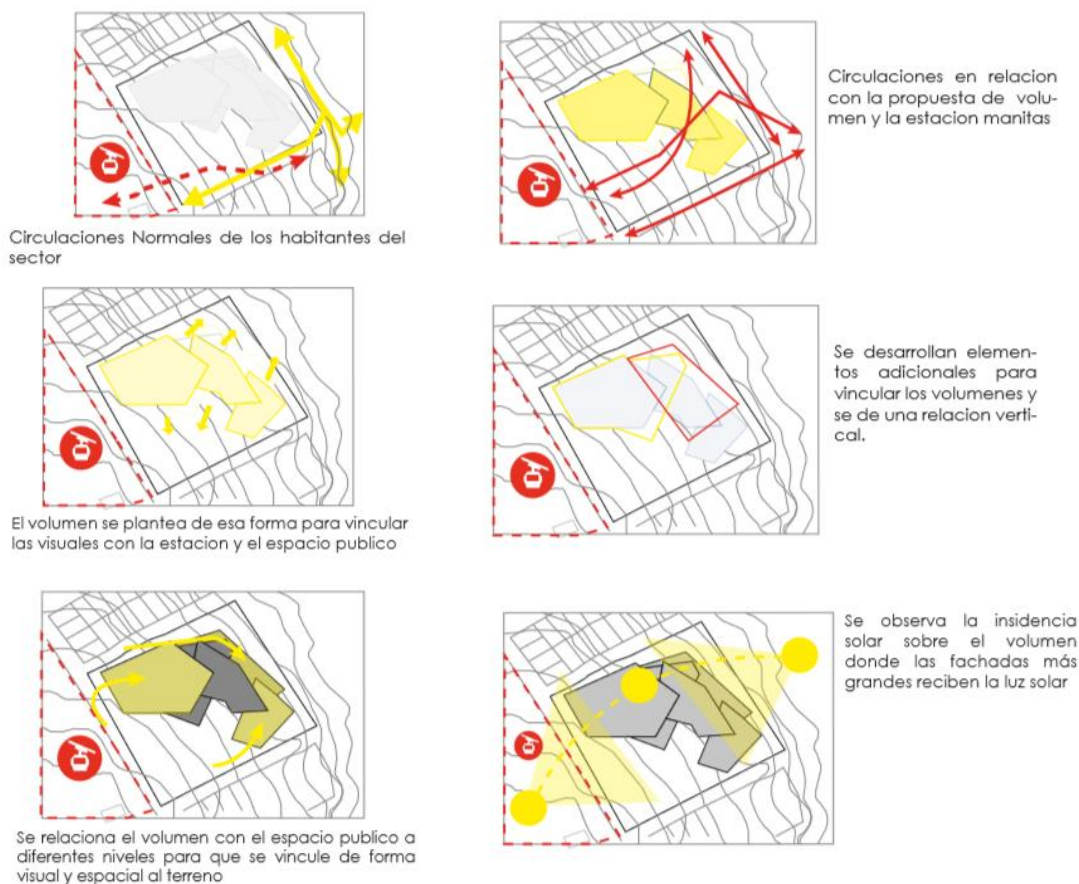 Circulaciones Normales de los habitantes del
sector
Circulaciones en relacion
con la propuesta de volu-
men y la estacion manitas
El volumen se plantea de esa forma para vincular
las visuales con la estacion y el espacio publico
Se desarrollan elemen-
tos adicionales para
vincular los volumenes y
se de una relacion verti-
cal.
Se relaciona el volumen con el espacio publico a
diferentes niveles para que se vincule de forma
visual y espacial al terreno
Se observa la insidencia
solar sobre el volumen
donde las fachadas más
grandes reciben la luz solar